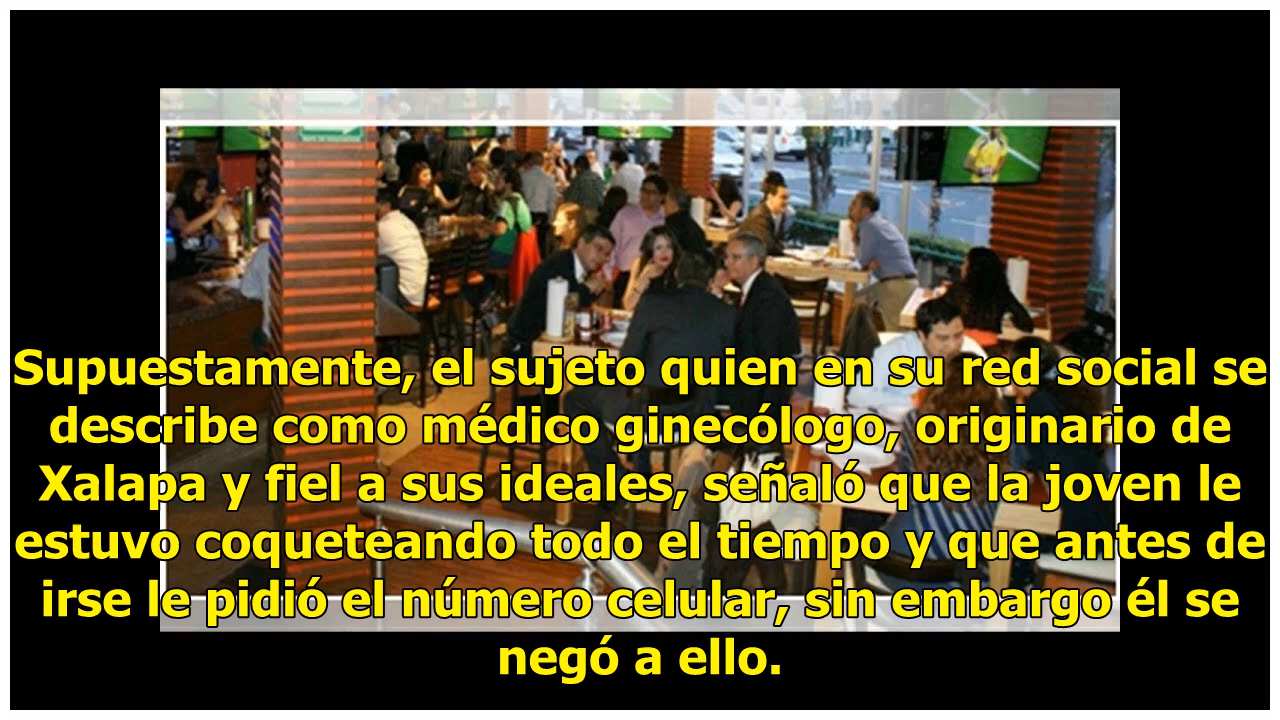 Supuestamente, el sujeto quien en su red social se
describe como médico ginecólogo, originario de
Xalapa y fiel a sus ideales, señaló que la joven le
estuvo coqueteando todo el tiempo y que antes de
irse le pidió el número celular, sin embargo él se
negó a ello.